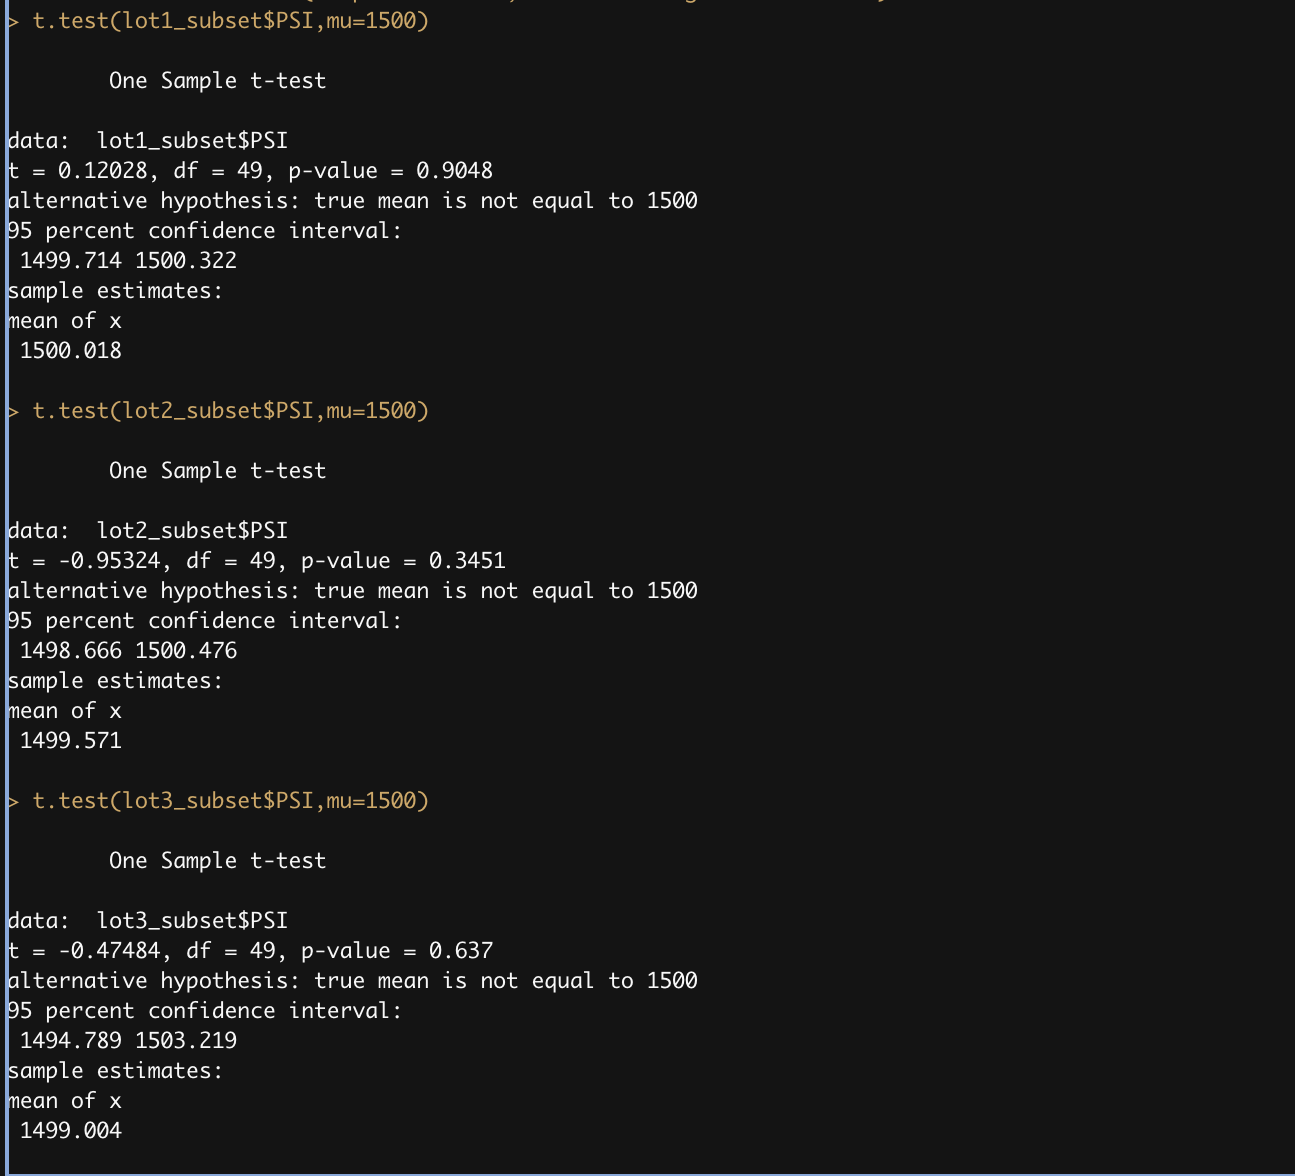 > t.test(lot1_subset$PSI,mu=1500)
One Sample t-test
data:  lot1_subset$PSI
t = 0.12028, df = 49, p-value = 0.9048
alternative hypothesis: true mean is not equal to 1500
95 percent confidence interval:
1499.714 1500.322
sample estimates:
mean of x
1500.018
> t.test(lot2_subset$PSI,mu=1500)
One Sample t-test
data:  lot2_subset$PSI
t = -0.95324, df = 49, p-value = 0.3451
alternative hypothesis: true mean is not equal to 1500
95 percent confidence interval:
1498.666 1500.476
sample estimates:
mean of x
1499.571
> t.test(lot3_subset$PSI,mu=1500)
One Sample t-test
data:  lot3_subset$PSI
t = -0.47484, df = 49, p-value = 0.637
alternative hypothesis: true mean is not equal to 1500
95 percent confidence interval:
1494.789 1503.219
sample estimates:
mean of x
1499.004